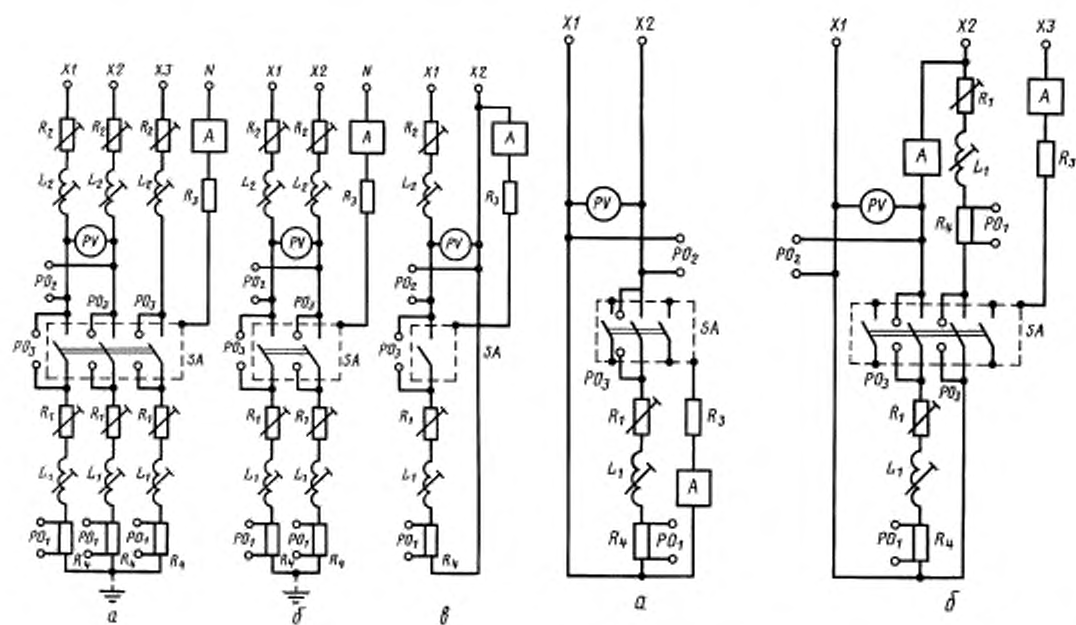 X1 X2 X3 N
R₂ R₂ R₂ A
L₂ L₂ L₂ R₃
PV
PO₂
PO₃ PO₃
PO₃ SA
R₁ R₁ R₁
L₁ L₁ L₁
PO₁ PO₁ PO₁
R₄ R₄ R₄
а
X1 X2 N
R₂ R₂ A
L₂ L₂ R₃
PV
PO₂
PO₃
PO₃ SA
R₁ R₁
L₁ L₁
PO₁ PO₁
R₄
б
X1 X2
R₂ A
L₂ R₃
PV
PO₂
PO₃ SA
R₁
L₁
PO₁
R₄
в
X1 X2
PV
PO₂
SA
PO₃
R₁ R₃
L₁
A
R₄ PO₁
а
X1 X2 X3
R₁ A
A L₁ R₃
PV R₄ PO₁
PO₂
SA
PO₃ PO₃
R₁
L₁
PO₁ R₄
б